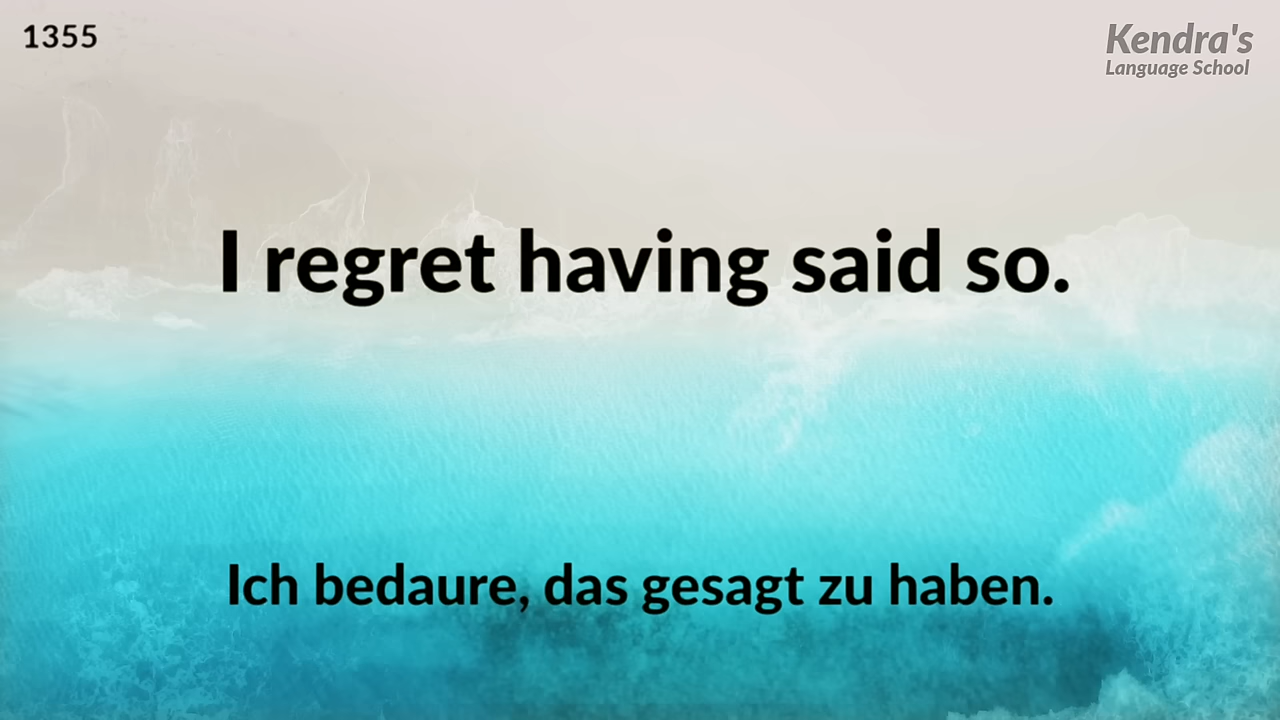 1355
Kendra's
Language School
I regret having said so.
Ich bedaure, das gesagt zu haben.